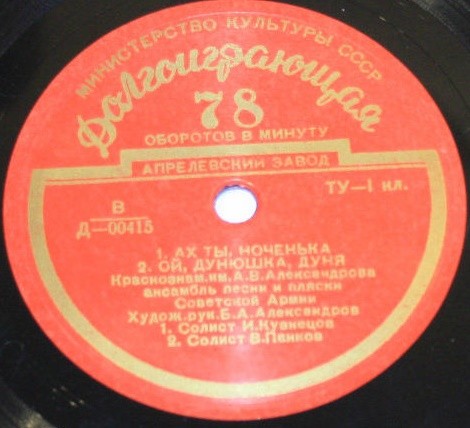 МИНИСТЕРСТВО КУЛЬТУРЫ СССР
Долгоиграющая
78
ОБОРОТОВ В МИНУТУ
АПРЕЛЕВСКИЙ ЗАВОД
ТУ—1 кл.
В
Д—00415
1. АХ ТЫ, НОЧЕНЬКА
2. ОЙ, ДУНЮШКА, ДУНЯ
Краснознам. им. А.В.Александрова
ансамбль песни и пляски
Советской Армии
Худож. рук. Б.А.Александров
1. Солист И.Кузнецов
2. Солист В.Пенков